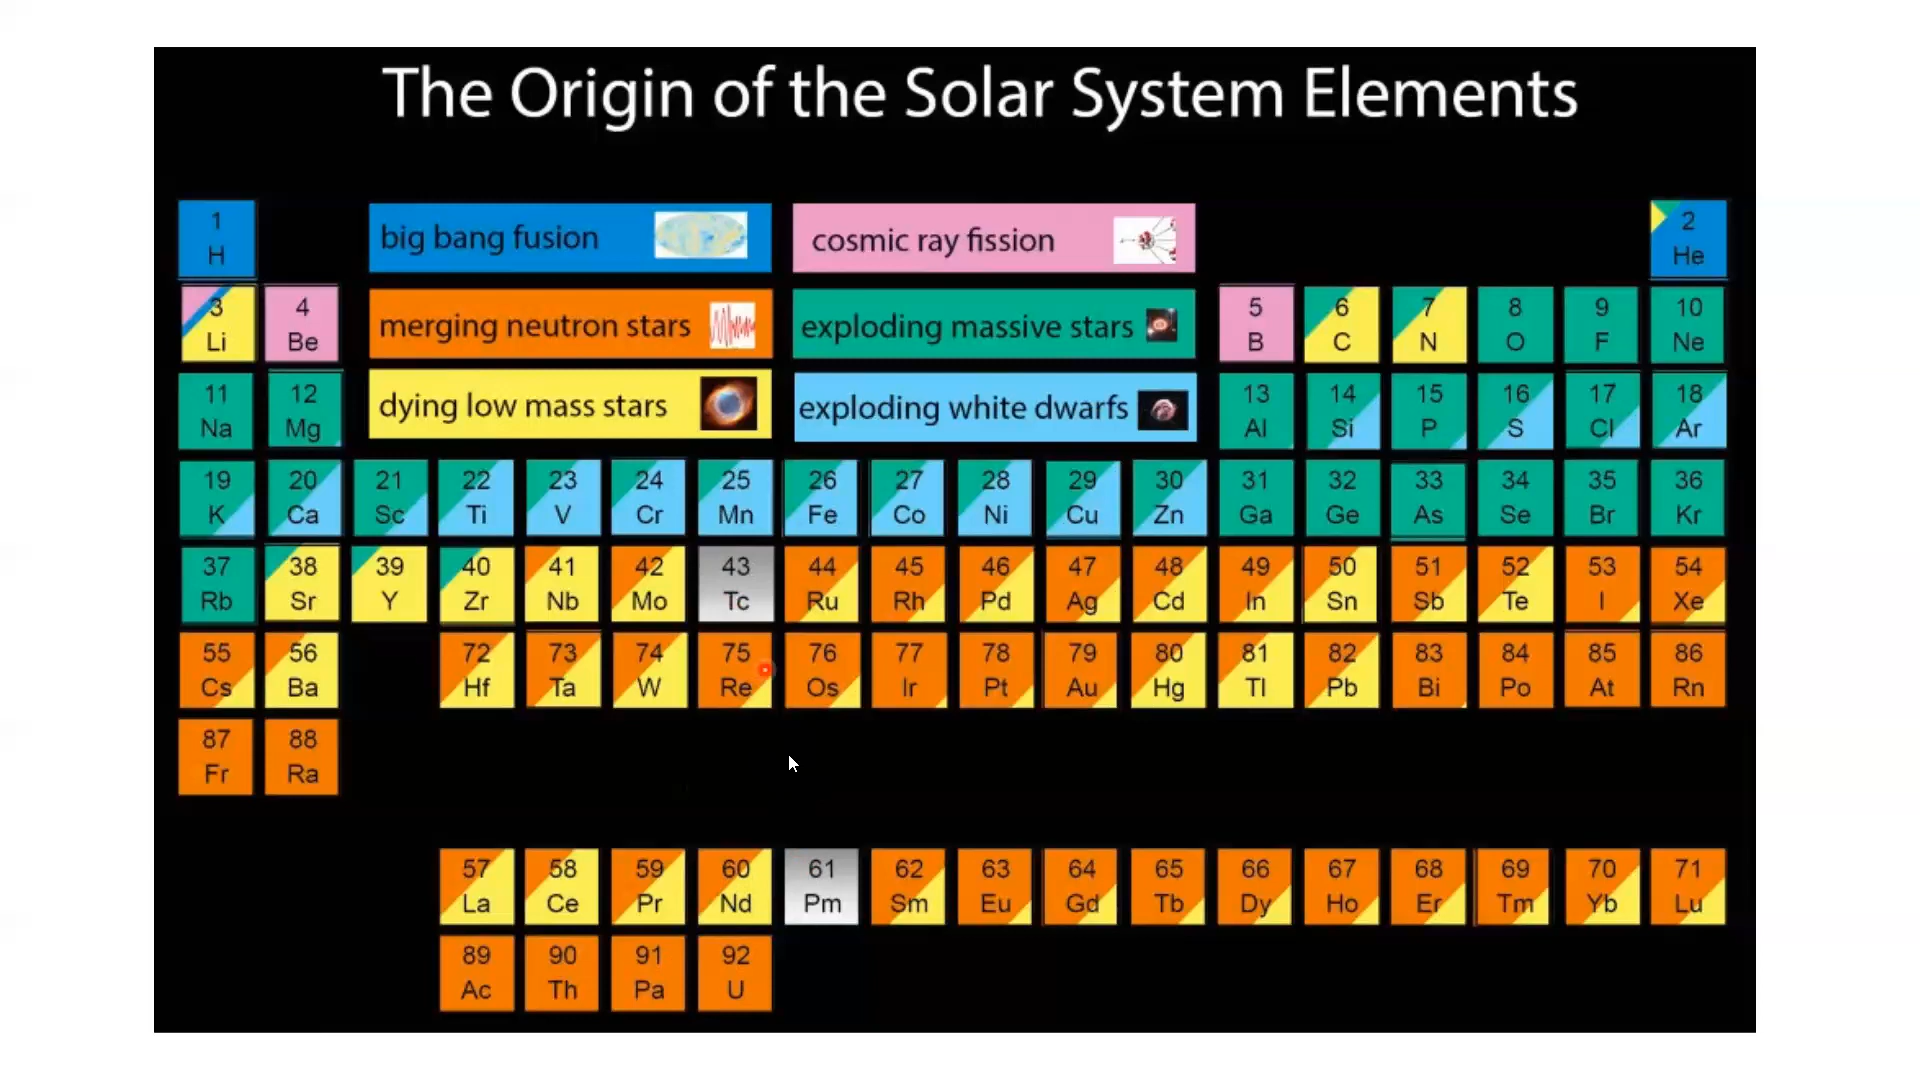 The Origin of the Solar System Elements
1 big bang fusion cosmic ray fission 2
H He
3 4 merging neutron stars exploding massive stars 5 6 7 8 9 10
Li Be B C N O F Ne
11 12 dying low mass stars exploding white dwarfs 13 14 15 16 17 18
Na Mg Al Si P S Cl Ar
19 20 21 22 23 24 25 26 27 28 29 30 31 32 33 34 35 36
K Ca Sc Ti V Cr Mn Fe Co Ni Cu Zn Ga Ge As Se Br Kr
37 38 39 40 41 42 43 44 45 46 47 48 49 50 51 52 53 54
Rb Sr Y Zr Nb Mo Tc Ru Rh Pd Ag Cd In Sn Sb Te I Xe
55 56 72 73 74 75 76 77 78 79 80 81 82 83 84 85 86
Cs Ba Hf Ta W Re Os Ir Pt Au Hg Tl Pb Bi Po At Rn
87 88
Fr Ra
57 58 59 60 61 62 63 64 65 66 67 68 69 70 71
La Ce Pr Nd Pm Sm Eu Gd Tb Dy Ho Er Tm Yb Lu
89 90 91 92
Ac Th Pa U